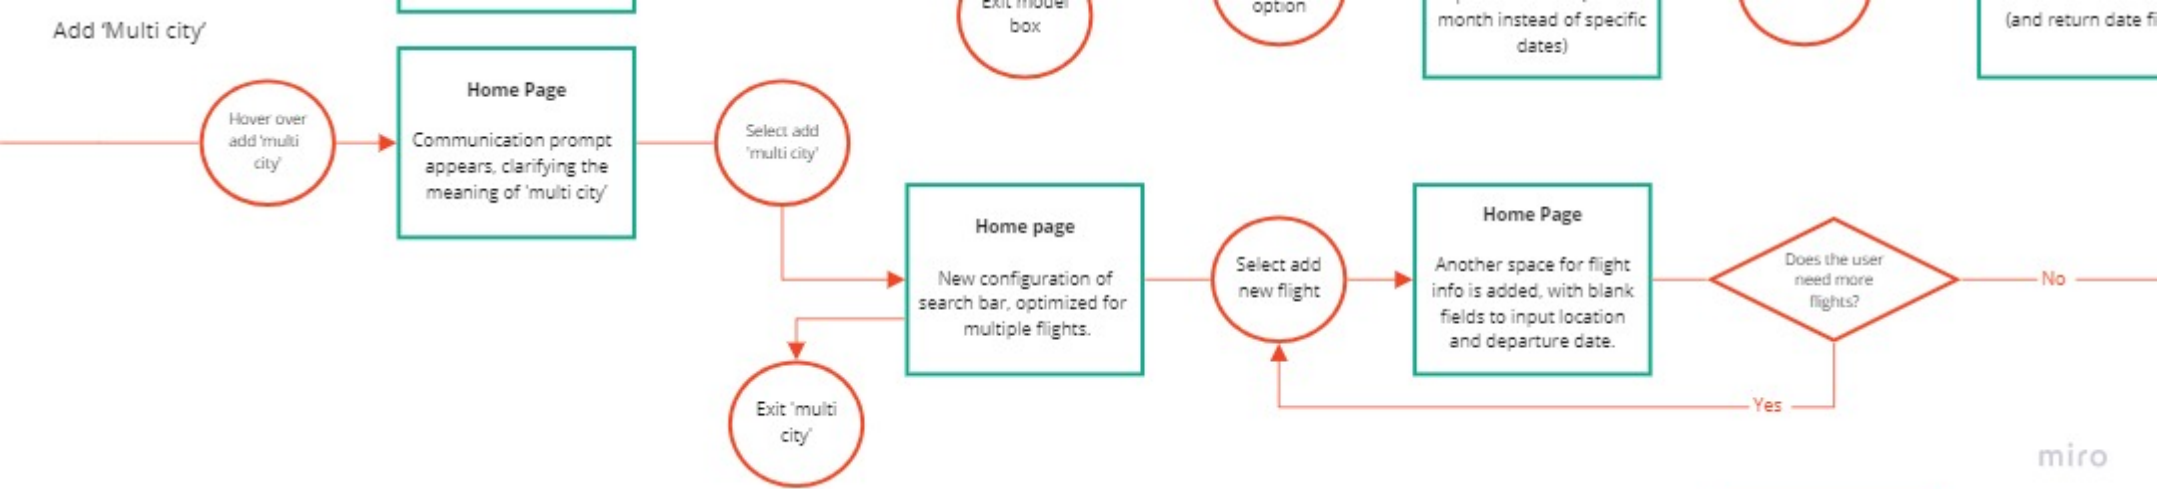 Add ‘Multi city’
Exit model
box
option
month instead of specific
dates)
(and return date fi
Hover over
add 'multi
city'
Home Page
Communication prompt
appears, clarifying the
meaning of 'multi city'
Select add
'multi city'
Home page
New configuration of
search bar, optimized for
multiple flights.
Exit 'multi
city'
Select add
new flight
Home Page
Another space for flight
info is added, with blank
fields to input location
and departure date.
Does the user
need more
flights?
No
Yes
miro